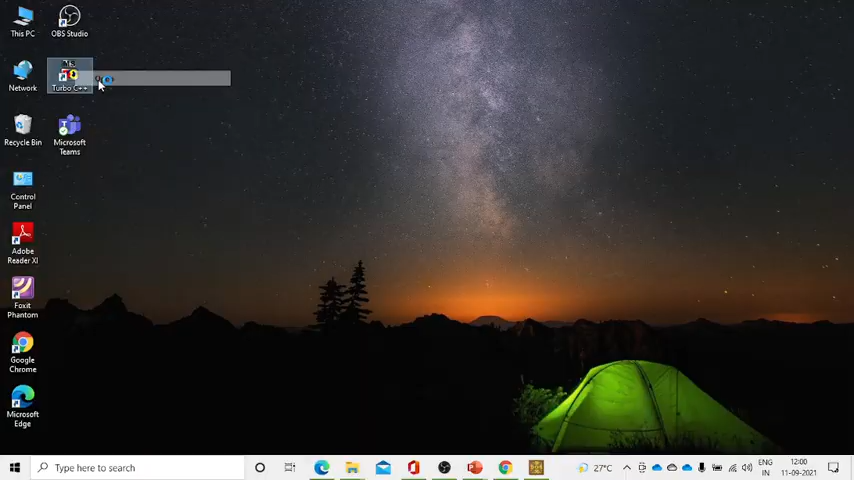 This PC
OBS Studio
Network
Turbo C++
Recycle Bin
Microsoft
Teams
Control
Panel
Adobe
Reader XI
Foxit
Phantom
Google
Chrome
Microsoft
Edge
Type here to search
27°C
ENG
IN
12:00
11-09-2021